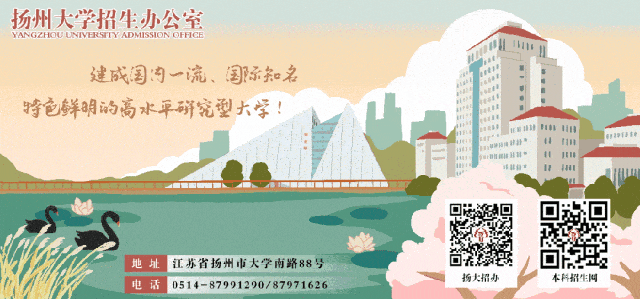 扬州大学招生办公室
YANGZHOU UNIVERSITY ADMISSION OFFICE
建成国内一流、国际知名
特色鲜明的高水平研究型大学!
地 址 江苏省扬州市大学南路88号
电 话 0514-87991290/87971626
扬大招办
本科招生网